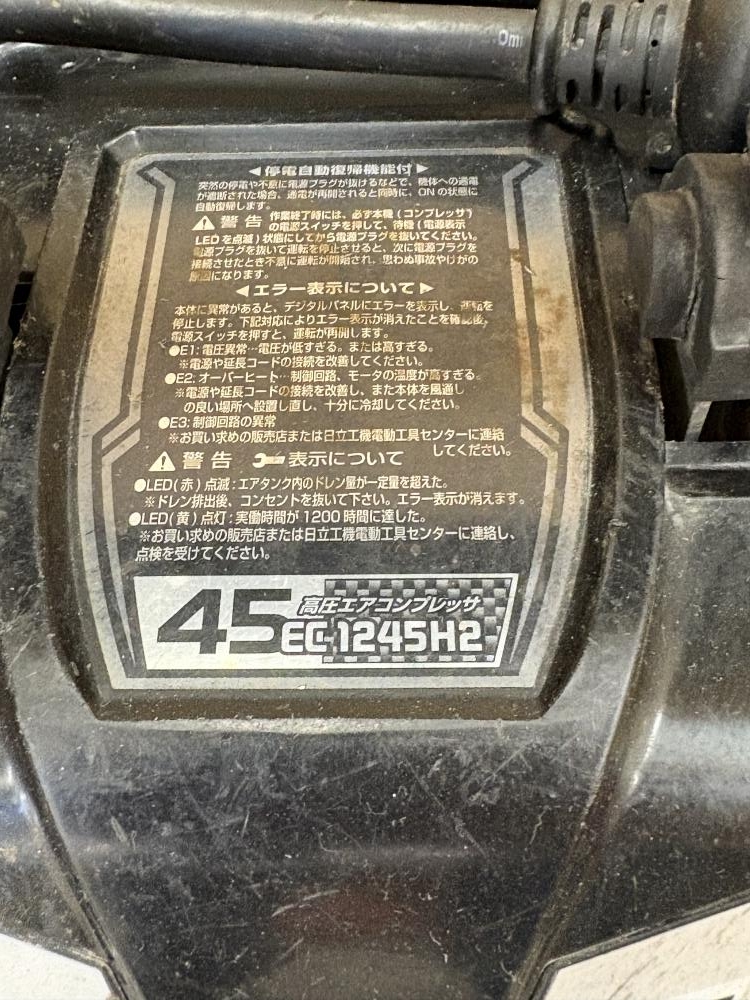 0m
◀停電自動復帰機能付▶
突然の停電や不意に電源プラグが抜けるなどで、機体への通電
が遮断された場合、通電が再開されると同時に、ONの状態に
自動復帰します。
⚠警告 作業終了時には、必ず本機(コンプレッサ)
の電源スイッチを押して、待機(電源表示
LEDを点滅)状態にしてから電源プラグを抜いてください。
電源プラグを抜いて運転を停止させると、次に電源プラグを
接続させたとき不意に運転が開始され、思わぬ事故やけがの
原因になります。
◀エラー表示について▶
本体に異常があると、デジタルパネルにエラーを表示し、運転を
停止します。下記対応によりエラー表示が消えたことを確認後、
電源スイッチを押すと、運転が再開します。
●E1: 電圧異常…電圧が低すぎる。または高すぎる。
※電源や延長コードの接続を改善してください。
●E2: オーバーヒート…制御回路、モータの温度が高すぎる。
※電源や延長コードの接続を改善し、また本体を風通し
の良い場所へ設置し直し、十分に冷却してください。
●E3: 制御回路の異常
※お買い求めの販売店または日立工機電動工具センターに連絡
してください。
⚠警告 表示について
●LED(赤)点滅: エアタンク内のドレン量が一定量を超えた。
※ドレン排出後、コンセントを抜いて下さい。エラー表示が消えます。
●LED(黄)点灯: 実働時間が1200時間に達した。
※お買い求めの販売店または日立工機電動工具センターに連絡し、
点検を受けてください。
45 高圧エアコンプレッサ
EC1245H2